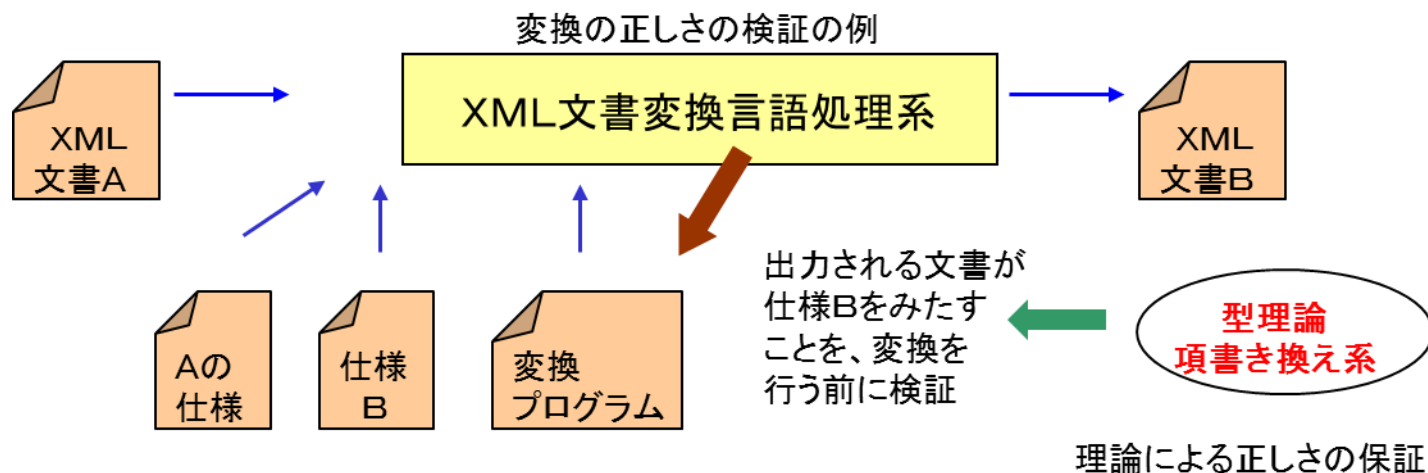 変換の正しさの検証の例
XML文書変換言語処理系
XML
文書A
XML
文書B
Aの
仕様
仕様
B
変換
プログラム
出力される文書が
仕様Bをみたす
ことを、変換を
行う前に検証
型理論
項書き換え系
理論による正しさの保証